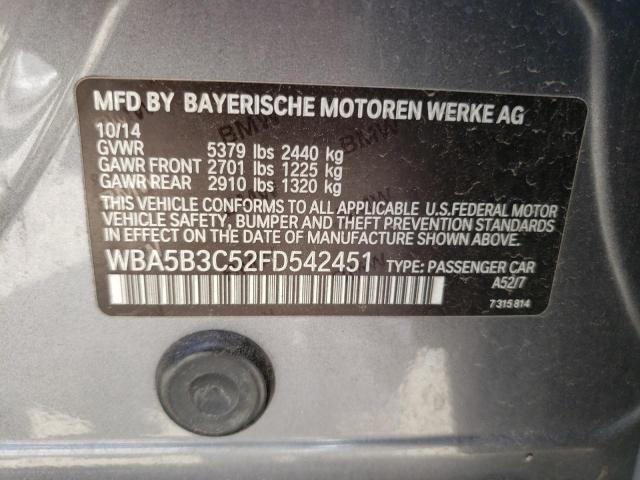 MFD BY BAYERISCHE MOTOREN WERKE AG
10/14
GVWR 5379 lbs 2440 kg
GAWR FRONT 2701 lbs 1225 kg
GAWR REAR 2910 lbs 1320 kg
THIS VEHICLE CONFORMS TO ALL APPLICABLE U.S.FEDERAL MOTOR
VEHICLE SAFETY, BUMPER AND THEFT PREVENTION STANDARDS
IN EFFECT ON THE DATE OF MANUFACTURE SHOWN ABOVE.
WBA5B3C52FD542451 TYPE: PASSENGER CAR
A52/7
7315814
BMW
BMW